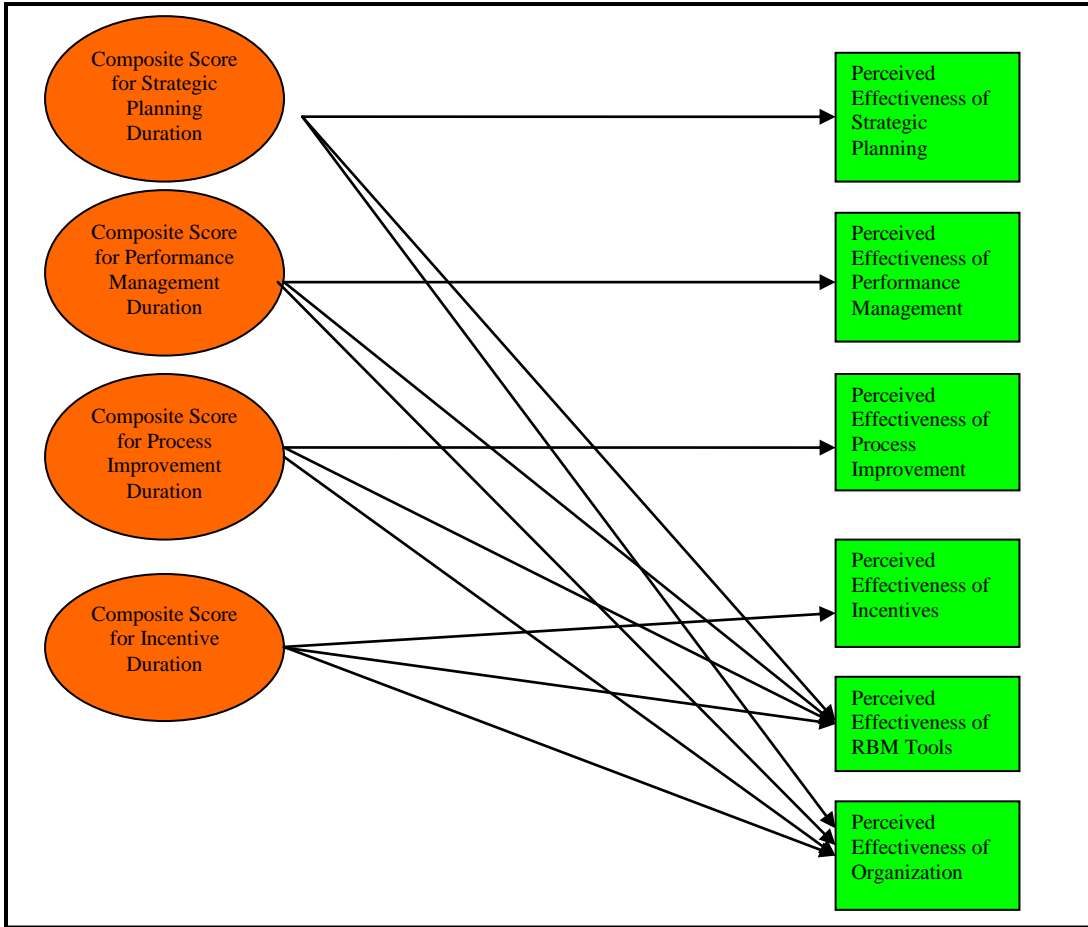 Composite Score
for Strategic
Planning
Duration
Perceived
Effectiveness of
Strategic
Planning
Composite Score
for Performance
Management
Duration
Perceived
Effectiveness of
Performance
Management
Composite Score
for Process
Improvement
Duration
Perceived
Effectiveness of
Process
Improvement
Composite Score
for Incentive
Duration
Perceived
Effectiveness of
Incentives
Perceived
Effectiveness of
RBM Tools
Perceived
Effectiveness of
Organization